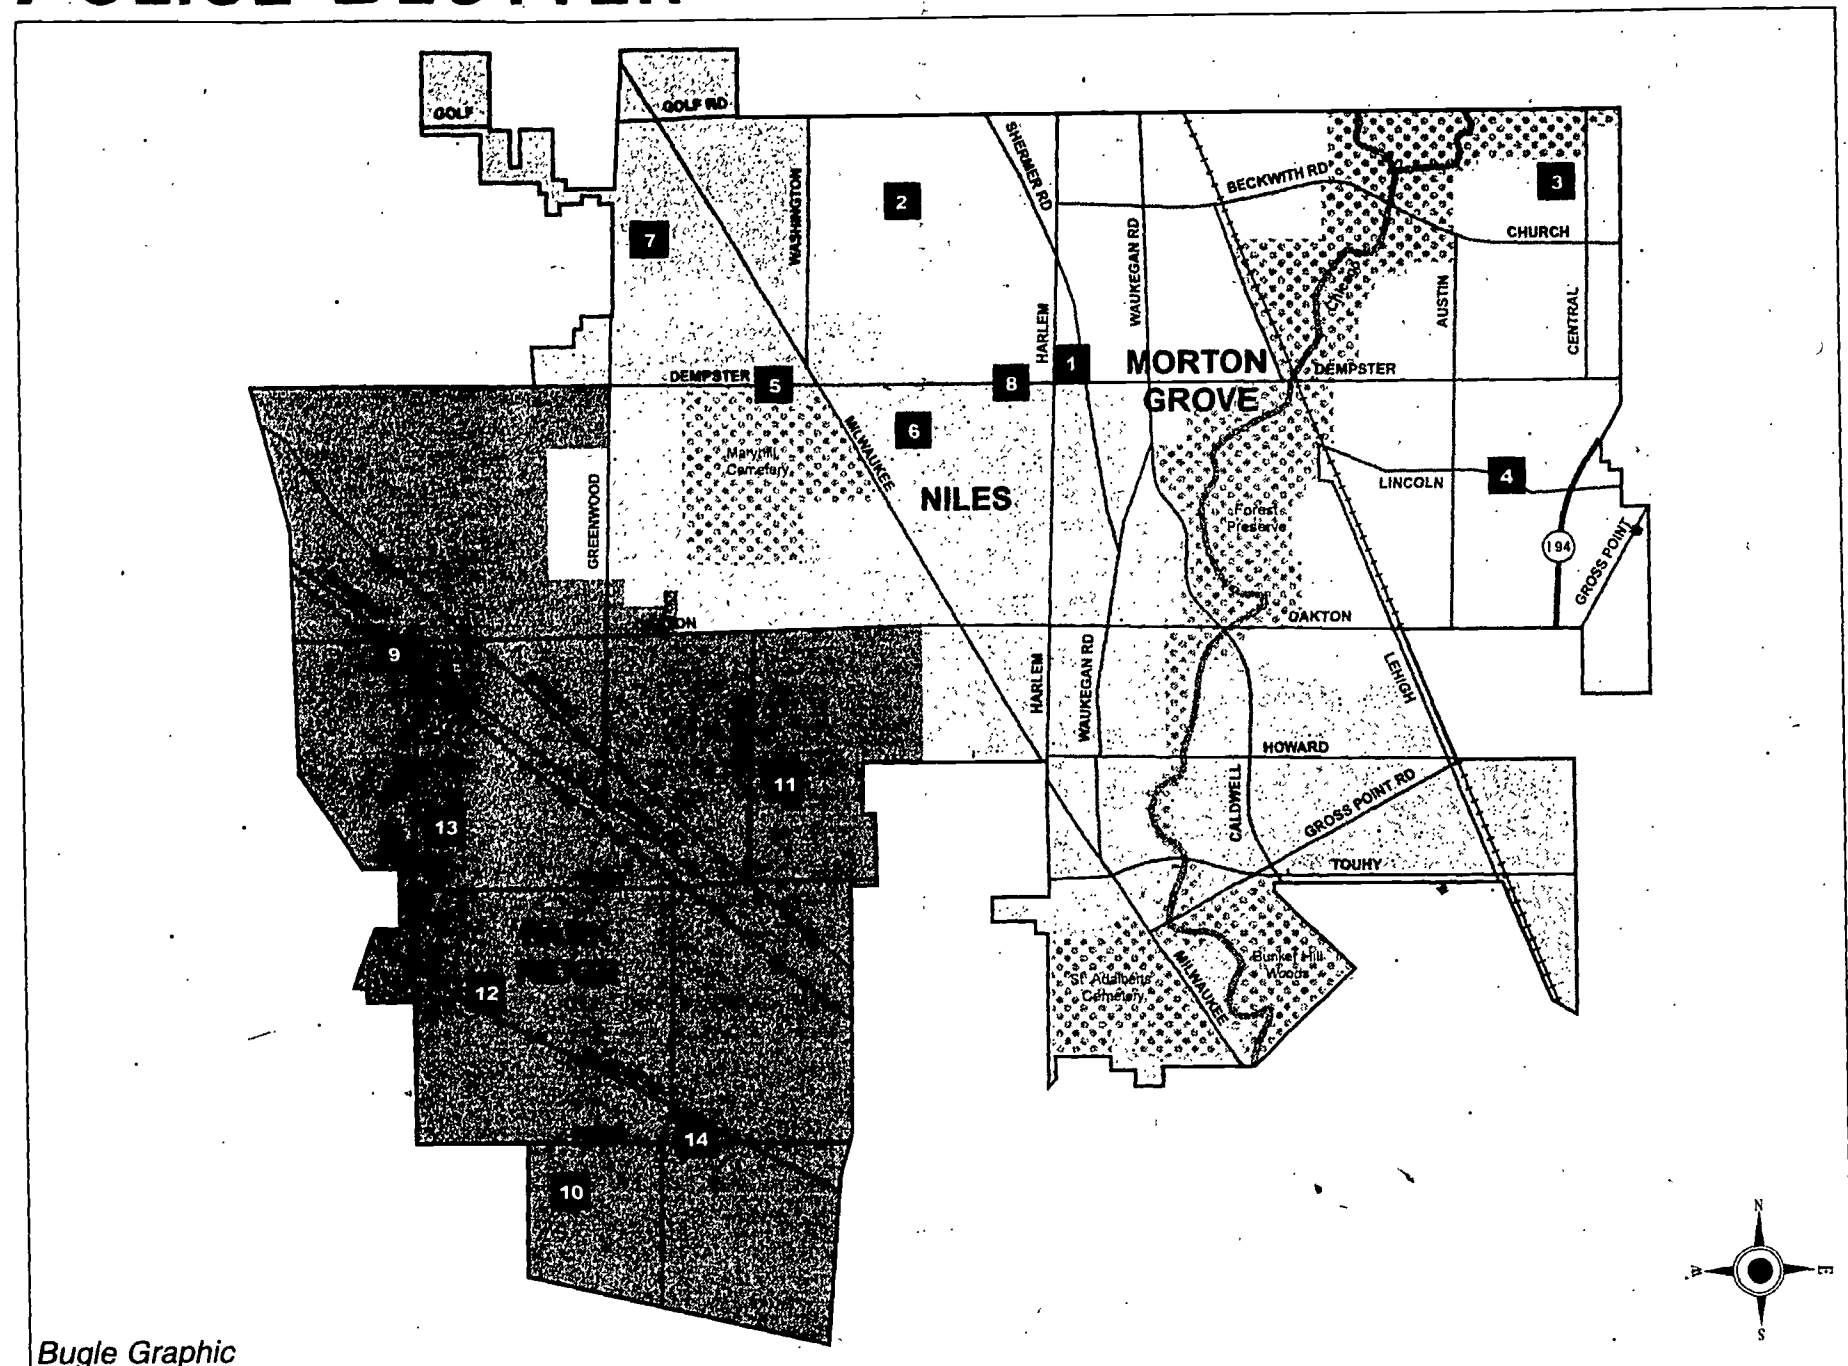 POLICE BLOTTER
GOLF
GOLF RD
SHERMER RD
WASHINGTON
2
BECKWITH RD
3
7
WAUKEGAN RD
CHURCH
Chicago
AUSTIN
CENTRAL
HARLEM
1
MORTON
GROVE
DEMPSTER
5
8
DEMPSTER
6
MILWAUKEE
Maryhill
Cemetery
NILES
GREENWOOD
LINCOLN
4
Forest
Preserve
I 94
GROSS POINT
OAKTON
9
HARLEM
WAUKEGAN RD
LEHIGH
HOWARD
11
CALDWELL
GROSS POINT RD
13
TOUHY
12
St. Adalberts
Cemetery
MILWAUKEE
Bunker Hill
Woods
14
10
N
E
S
Bugle Graphic